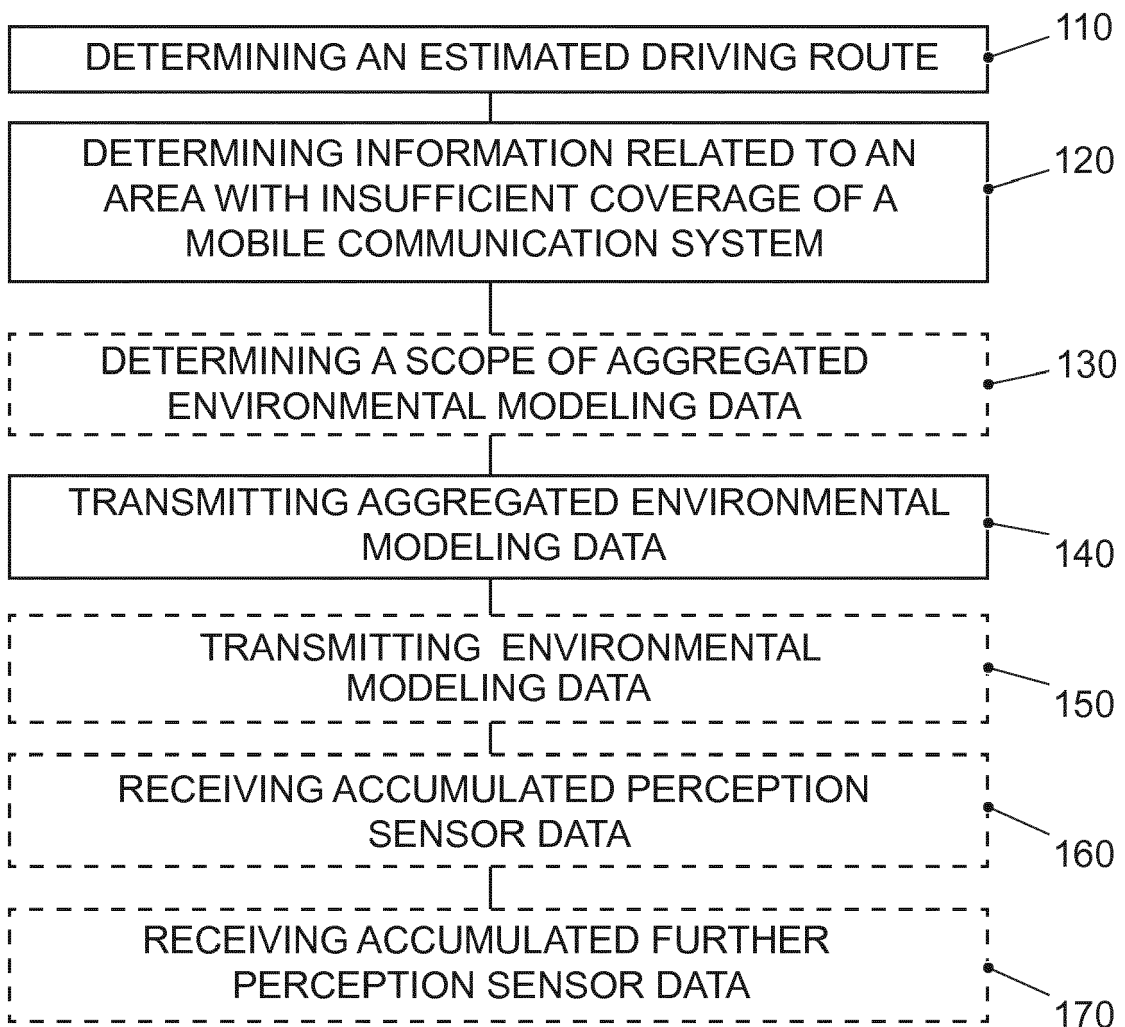 DETERMINING AN ESTIMATED DRIVING ROUTE
110
DETERMINING INFORMATION RELATED TO AN
AREA WITH INSUFFICIENT COVERAGE OF A
MOBILE COMMUNICATION SYSTEM
120
DETERMINING A SCOPE OF AGGREGATED
ENVIRONMENTAL MODELING DATA
130
TRANSMITTING AGGREGATED ENVIRONMENTAL
MODELING DATA
140
TRANSMITTING ENVIRONMENTAL
MODELING DATA
150
RECEIVING ACCUMULATED PERCEPTION
SENSOR DATA
160
RECEIVING ACCUMULATED FURTHER
PERCEPTION SENSOR DATA
170